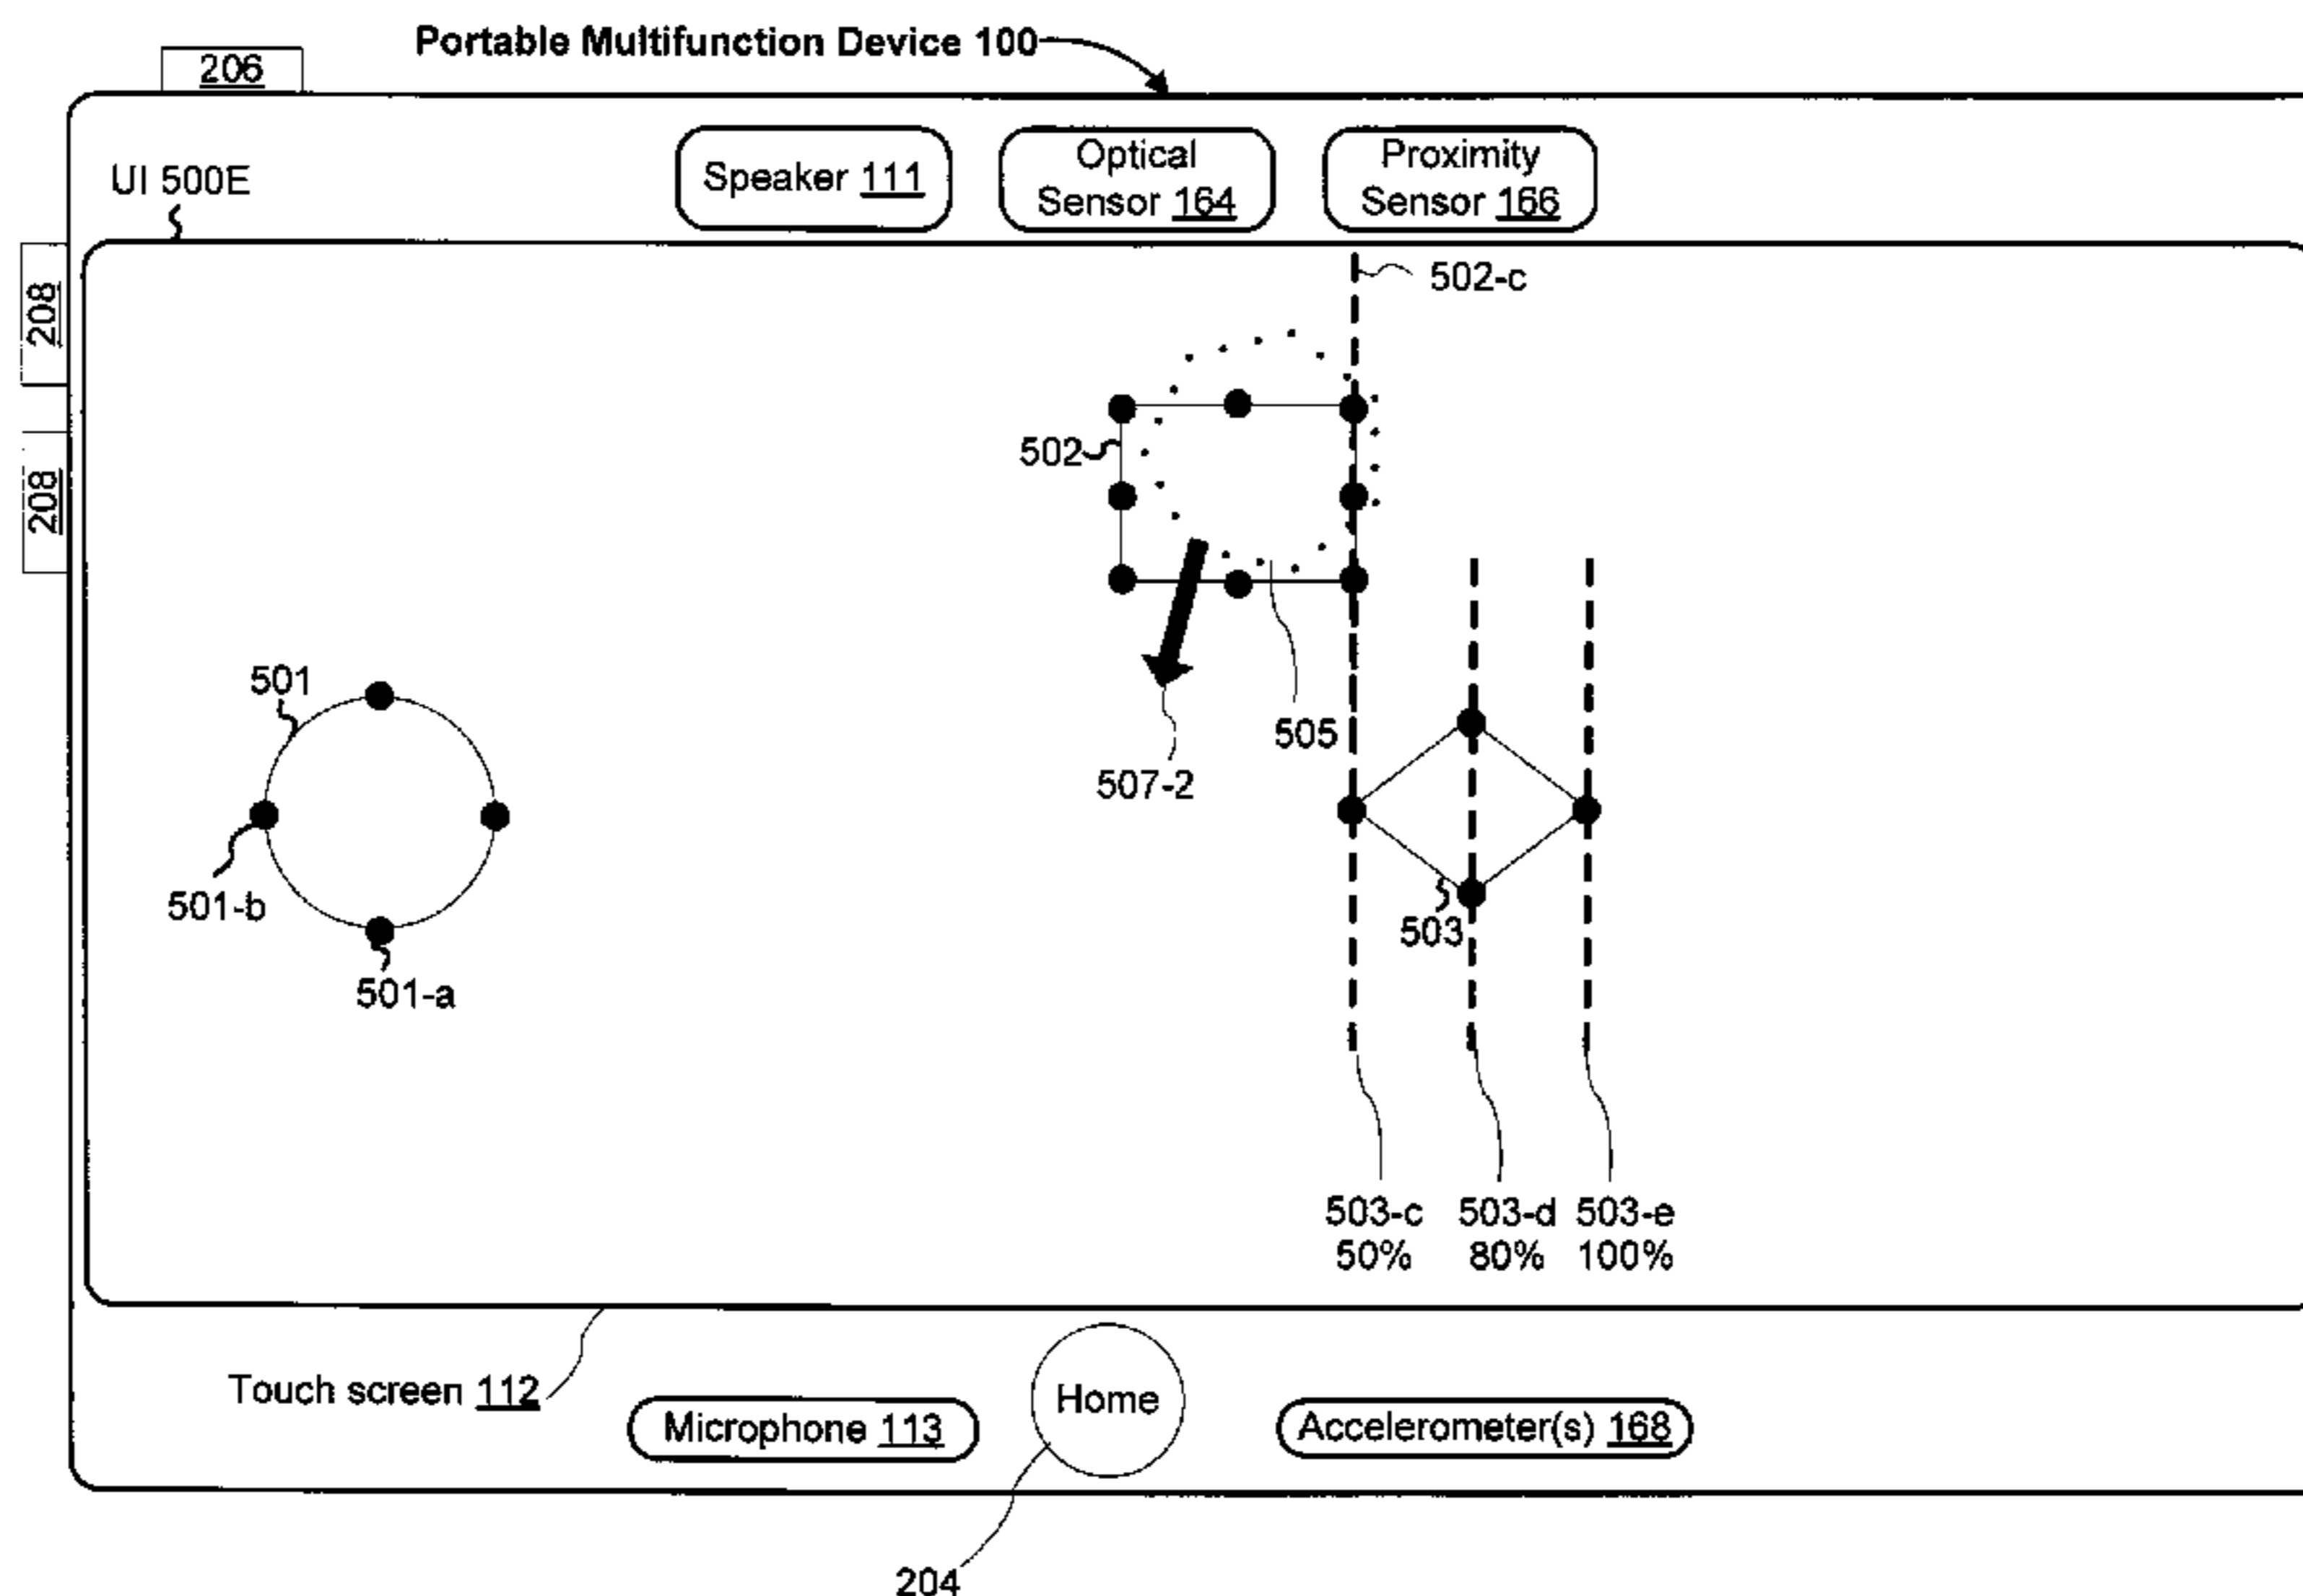 Portable Multifunction Device 100
206
Speaker 111
Optical
Sensor 164
Proximity
Sensor 166
UI 500E
208
208
502-c
502
501
505
507-2
501-b
503
501-a
503-c
50%
503-d
80%
503-e
100%
Touch screen 112
Microphone 113
Home
Accelerometer(s) 168
204